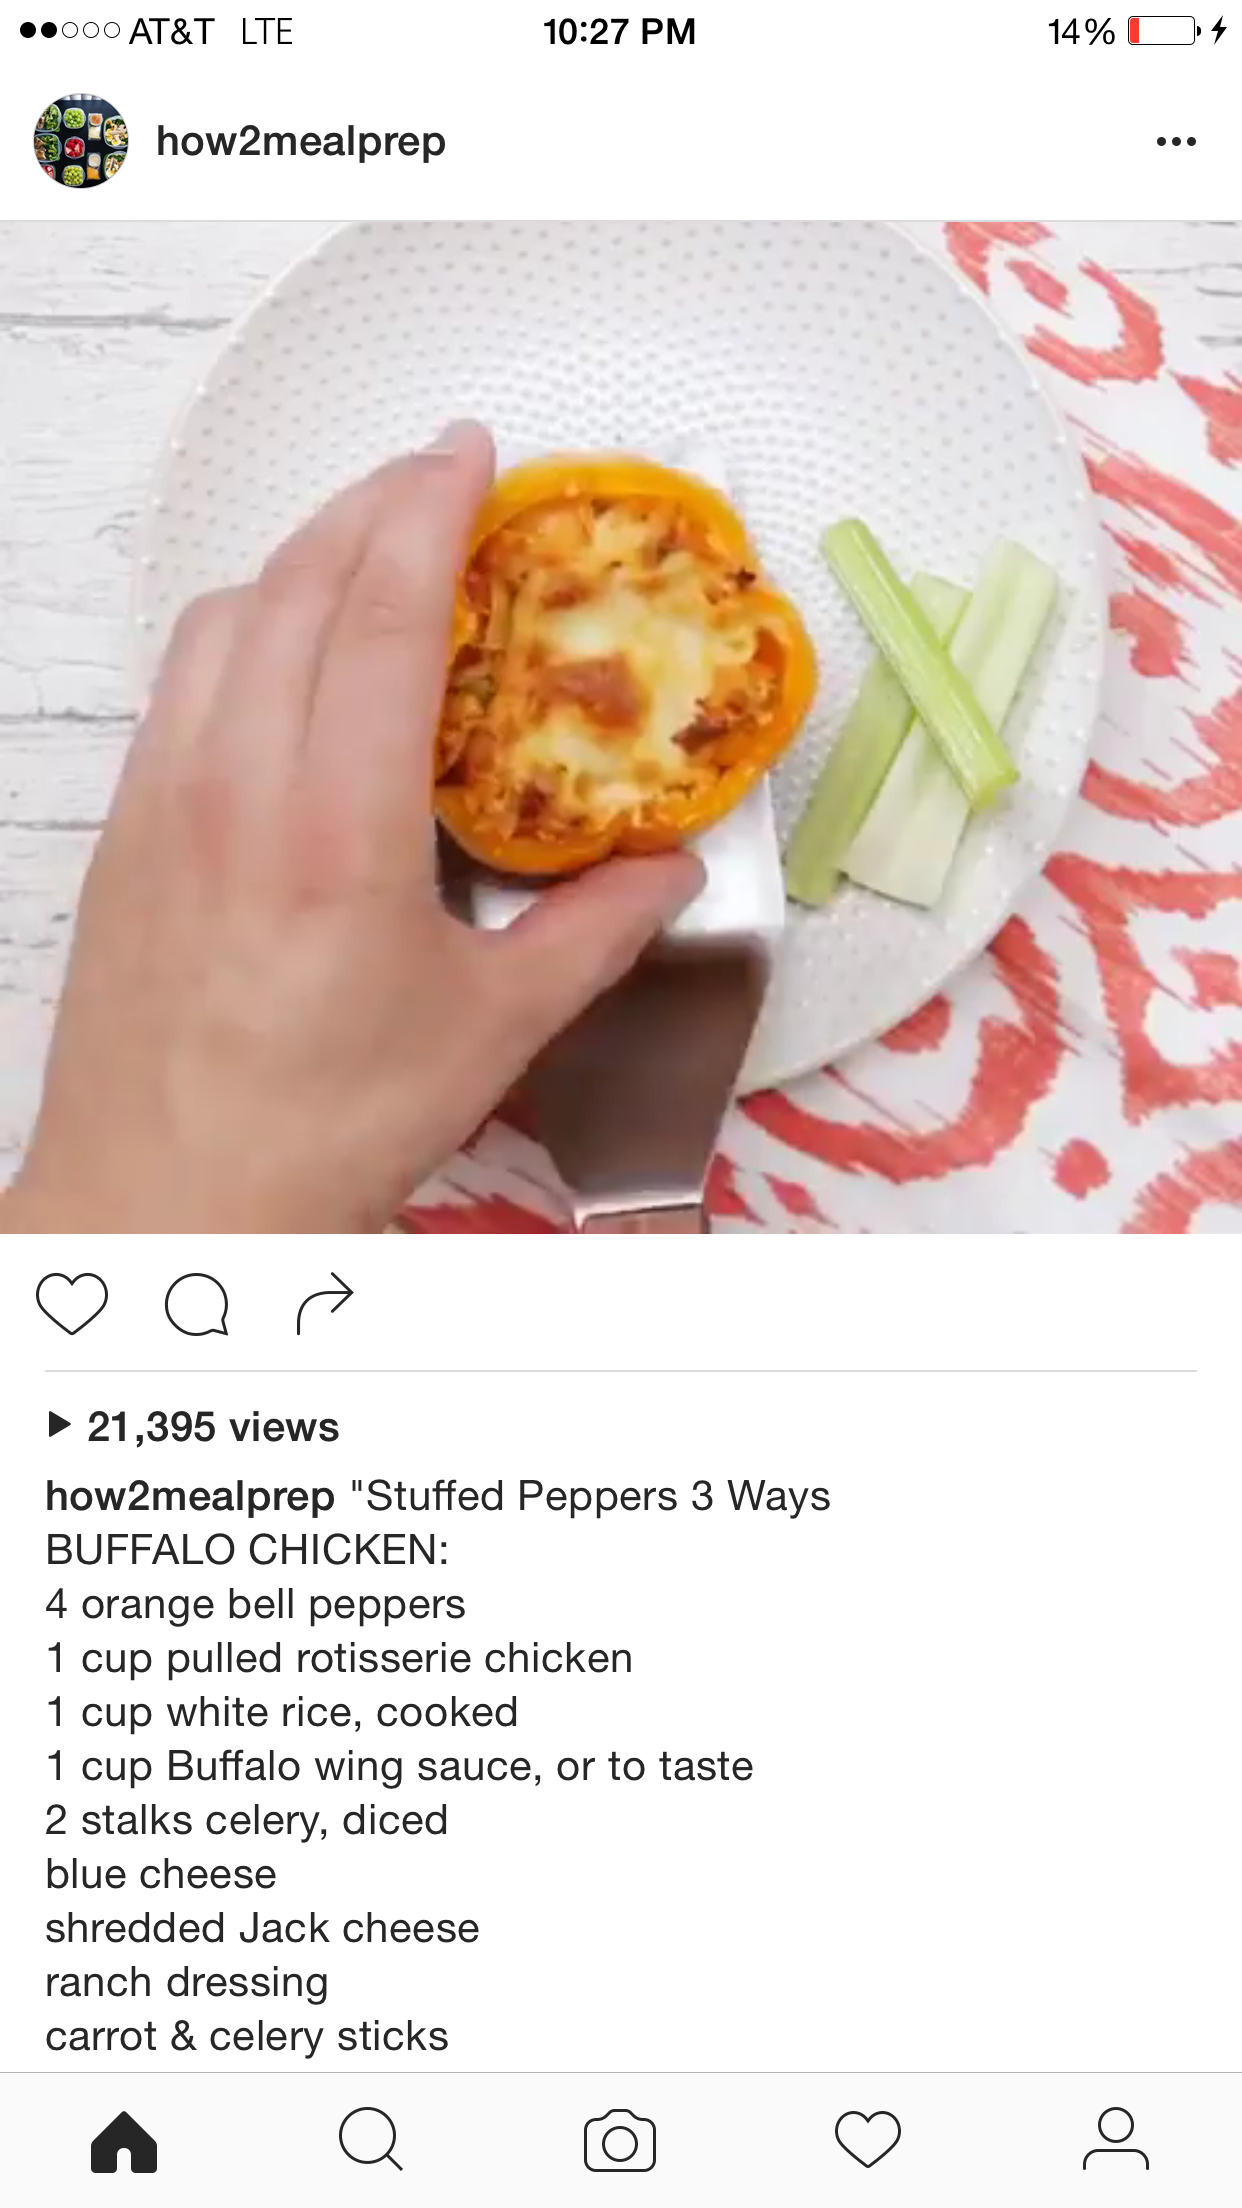 AT&T LTE 10:27 PM 14%
how2mealprep
21,395 views
how2mealprep "Stuffed Peppers 3 Ways
BUFFALO CHICKEN:
4 orange bell peppers
1 cup pulled rotisserie chicken
1 cup white rice, cooked
1 cup Buffalo wing sauce, or to taste
2 stalks celery, diced
blue cheese
shredded Jack cheese
ranch dressing
carrot & celery sticks